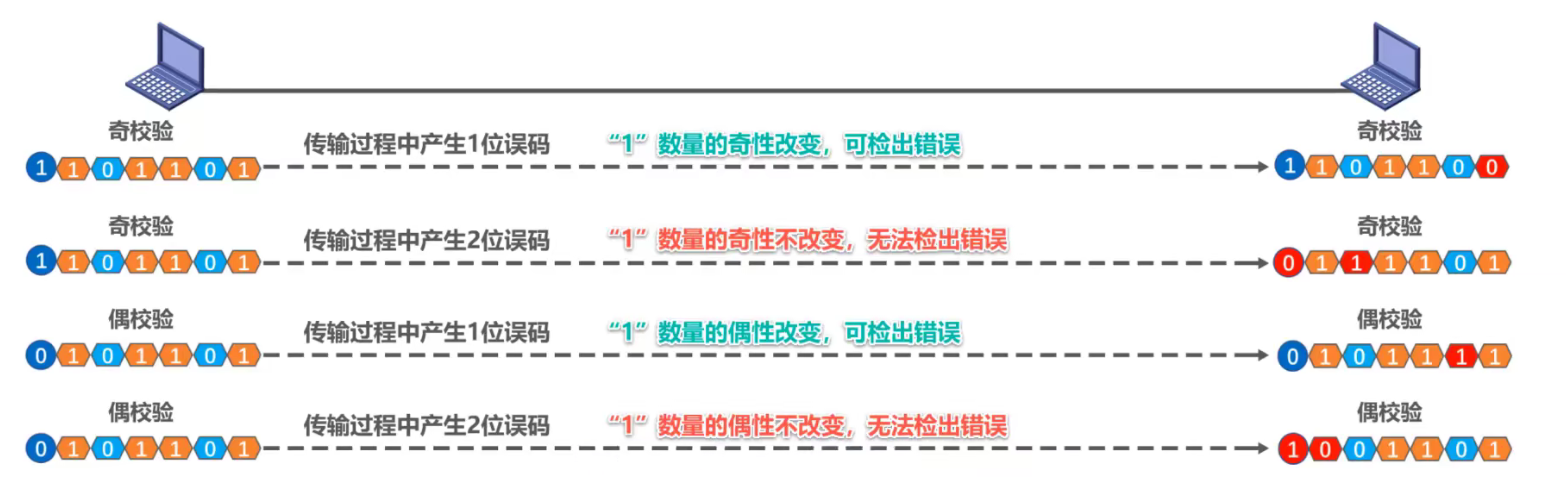 奇校验 奇校验
传输过程中产生1位误码 “1”数量的奇性改变，可检出错误
1 1 0 1 1 0 1 1 1 0 1 1 0 0
奇校验 奇校验
传输过程中产生2位误码 “1”数量的奇性不改变，无法检出错误
1 1 0 1 1 0 1 0 1 1 1 1 0 1
偶校验 偶校验
传输过程中产生1位误码 “1”数量的偶性改变，可检出错误
0 1 0 1 1 0 1 0 1 0 1 1 1 1
偶校验 偶校验
传输过程中产生2位误码 “1”数量的偶性不改变，无法检出错误
0 1 0 1 1 0 1 1 0 0 1 1 0 1